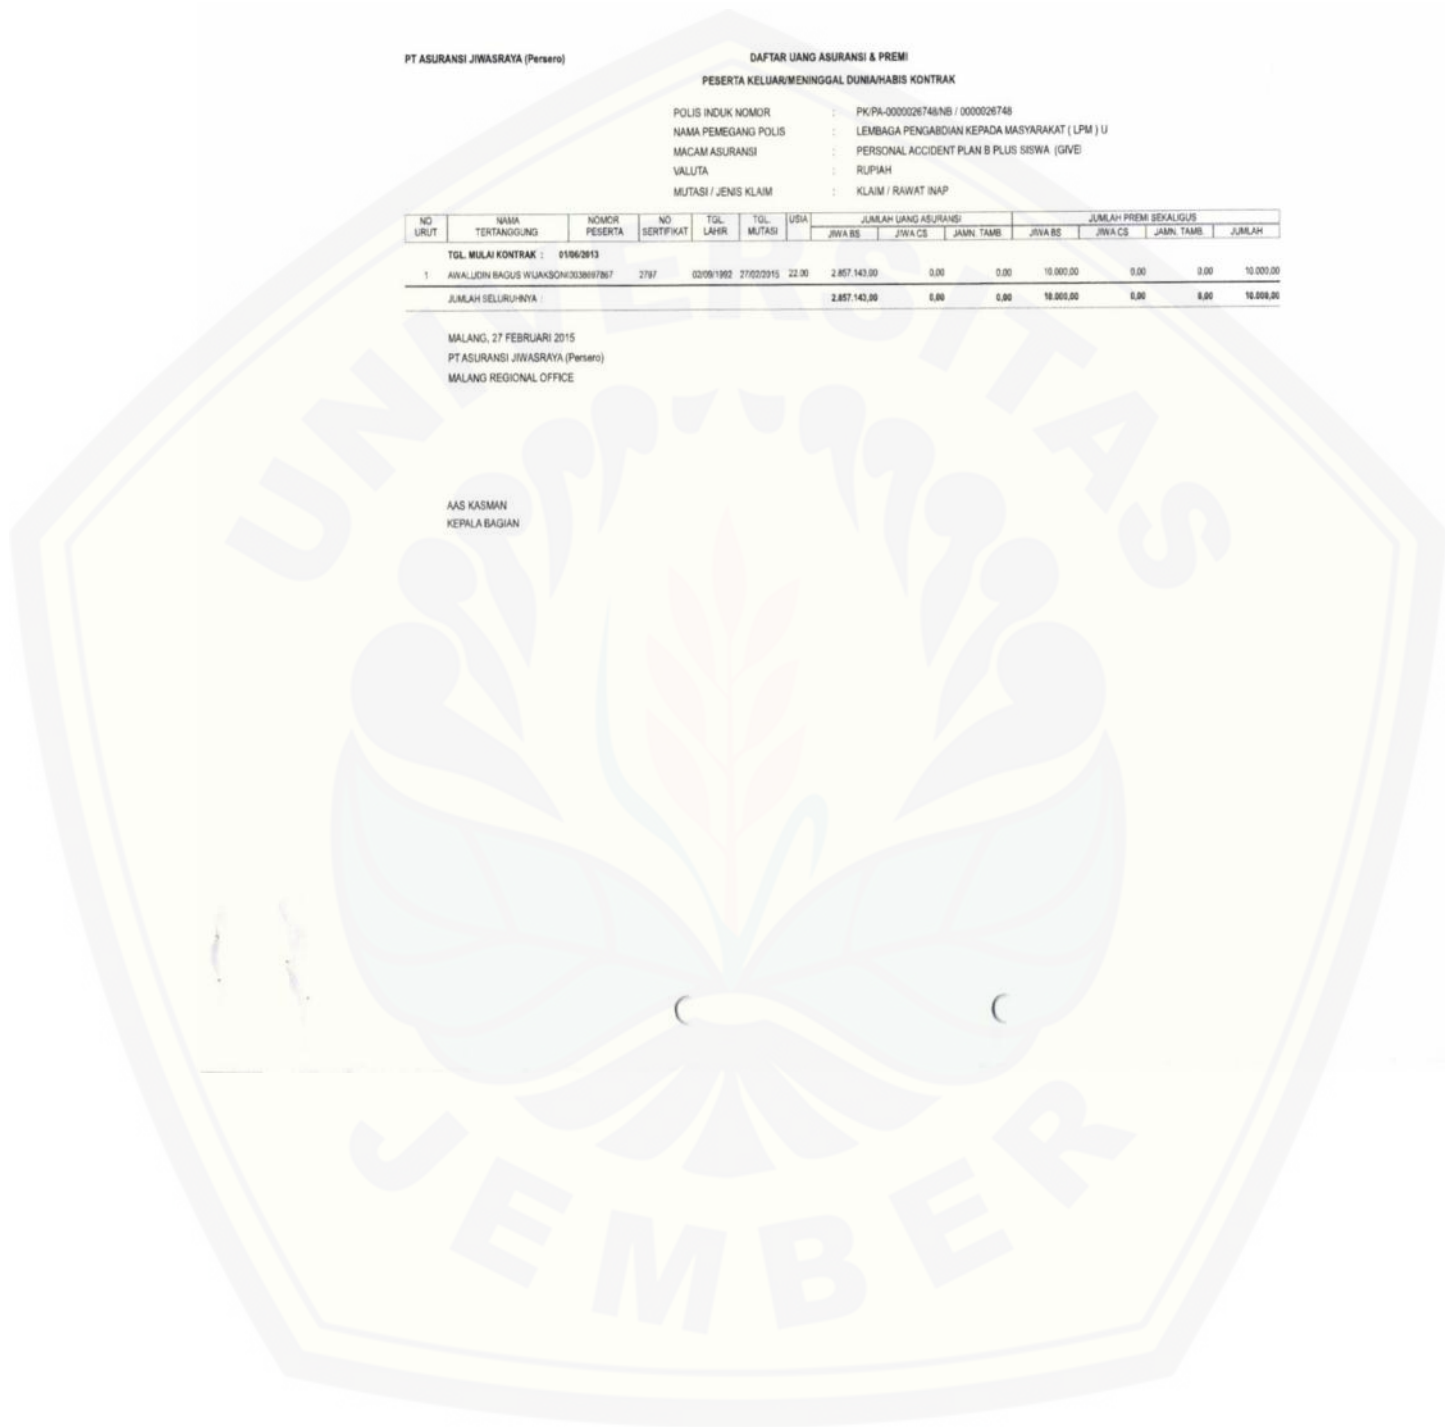 PT ASURANSI JIWASRAYA (Persero)
DAFTAR UANG ASURANSI & PREMI
PESERTA KELUAR/MENINGGAL DUNIA/HABIS KONTRAK
POLIS INDUK NOMOR : PK/PA-0000026748/NB / 0000026748
NAMA PEMEGANG POLIS : LEMBAGA PENGABDIAN KEPADA MASYARAKAT ( LPM ) U
MACAM ASURANSI : PERSONAL ACCIDENT PLAN B PLUS SISWA (GIVE
VALUTA : RUPIAH
MUTASI / JENIS KLAIM : KLAIM / RAWAT INAP
NO URUT NAMA TERTANGGUNG NOMOR PESERTA NO SERTIFIKAT TGL. LAHIR TGL. MUTASI USIA JUMLAH UANG ASURANSI JUMLAH PREMI SEKALIGUS
JIWA BS JIWA CS JAMN. TAMB. JIWA BS JIWA CS JAMN. TAMB. JUMLAH
TGL. MULAI KONTRAK : 01/06/2013
1 AWALUDIN BAGUS WIJAKSON 0038697867 2797 02/09/1992 27/02/2015 22.00 2.857.143,00 0,00 0,00 10.000,00 0,00 0,00 10.000,00
JUMLAH SELURUHNYA : 2.857.143,00 0,00 0,00 10.000,00 0,00 0,00 10.000,00
MALANG, 27 FEBRUARI 2015
PT ASURANSI JIWASRAYA (Persero)
MALANG REGIONAL OFFICE
AAS KASMAN
KEPALA BAGIAN
UNIVERSITAS
JEMBER